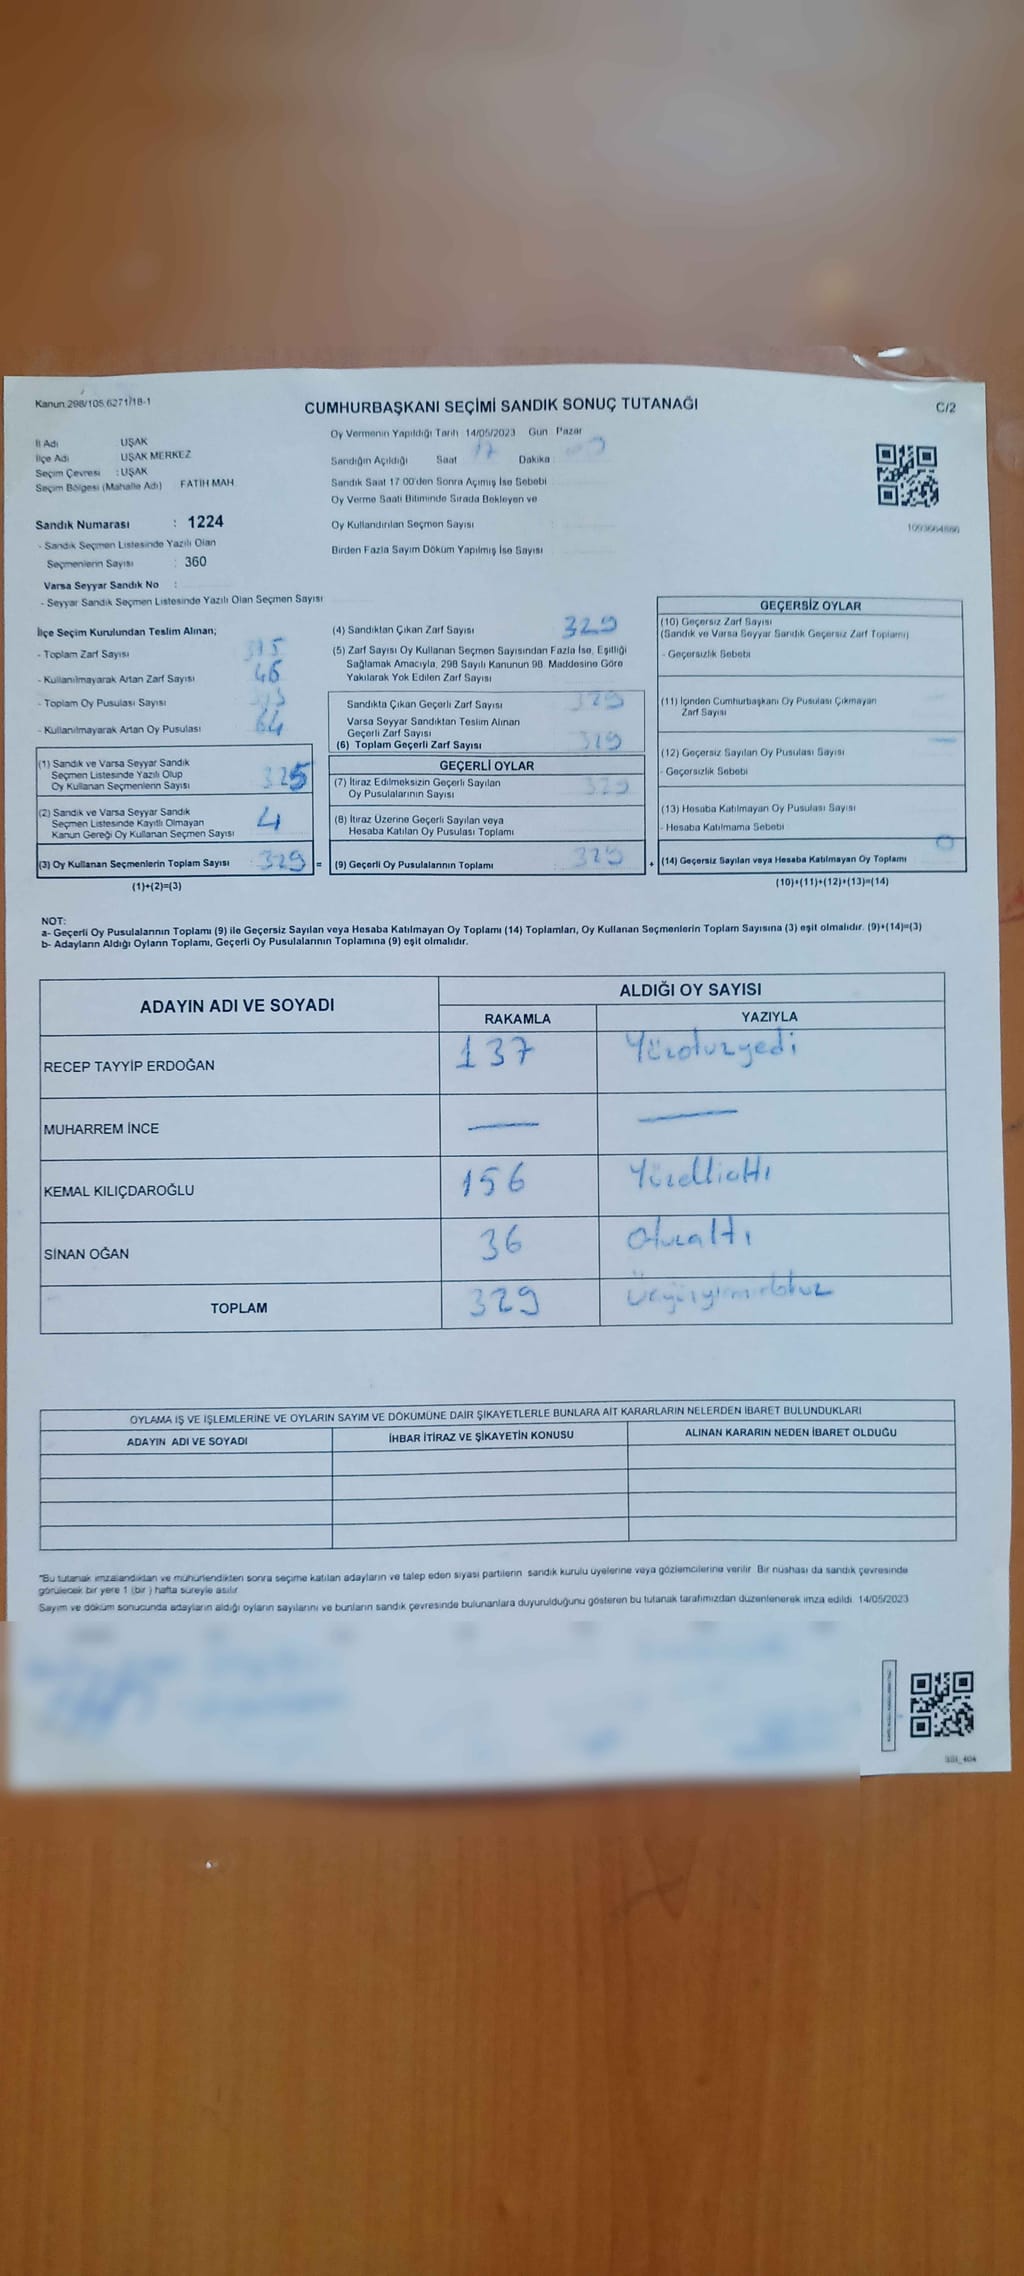 Kanun 298/105,6271/18-1
CUMHURBAŞKANI SEÇİMİ SANDIK SONUÇ TUTANAĞI
C/2
İl Adı UŞAK
İlçe Adı UŞAK MERKEZ
Seçim Çevresi : UŞAK
Seçim Bölgesi (Mahalle Adı) FATİH MAH
Sandık Numarası : 1224
- Sandık Seçmen Listesinde Yazılı Olan
Seçmenlerin Sayısı : 360
Varsa Seyyar Sandık No :
- Seyyar Sandık Seçmen Listesinde Yazılı Olan Seçmen Sayısı
Oy Vermenin Yapıldığı Tarih 14/05/2023 Gün Pazar
Sandığın Açıldığı Saat 17 Dakika :
Sandık Saat 17 00'den Sonra Açımış İse Sebebi
Oy Verme Saati Bitiminde Sırada Bekleyen ve
Oy Kullandırılan Seçmen Sayısı :
Birden Fazla Sayım Döküm Yapılmış İse Sayısı :
İlçe Seçim Kurulundan Teslim Alınan;
- Toplam Zarf Sayısı
- Kullanılmayarak Artan Zarf Sayısı 46
- Toplam Oy Pusulası Sayısı
- Kullanılmayarak Artan Oy Pusulası 64
(1) Sandık ve Varsa Seyyar Sandık
Seçmen Listesinde Yazılı Olup
Oy Kullanan Seçmenlerin Sayısı 325
(2) Sandık ve Varsa Seyyar Sandık
Seçmen Listesinde Kayıtlı Olmayan
Kanun Gereği Oy Kullanan Seçmen Sayısı 4
(3) Oy Kullanan Seçmenlerin Toplam Sayısı 329 =
(1)+(2)=(3)
(4) Sandıktan Çıkan Zarf Sayısı 329
(5) Zarf Sayısı Oy Kullanan Seçmen Sayısından Fazla İse, Eşitliği
Sağlamak Amacıyla, 298 Sayılı Kanunun 98. Maddesine Göre
Yakılarak Yok Edilen Zarf Sayısı
Sandıkta Çıkan Geçerli Zarf Sayısı 329
Varsa Seyyar Sandıktan Teslim Alınan
Geçerli Zarf Sayısı
(6) Toplam Geçerli Zarf Sayısı 329
GEÇERLİ OYLAR
(7) İtiraz Edilmeksizin Geçerli Sayılan
Oy Pusulalarının Sayısı 329
(8) İtiraz Üzerine Geçerli Sayılan veya
Hesaba Katılan Oy Pusulası Toplamı
(9) Geçerli Oy Pusulalarının Toplamı 329 +
GEÇERSİZ OYLAR
(10) Geçersiz Zarf Sayısı
(Sandık ve Varsa Seyyar Sandık Geçersiz Zarf Toplamı)
- Geçersizlik Sebebi
(11) İçinden Cumhurbaşkanı Oy Pusulası Çıkmayan
Zarf Sayısı
(12) Geçersiz Sayılan Oy Pusulası Sayısı —
- Geçersizlik Sebebi
(13) Hesaba Katılmayan Oy Pusulası Sayısı
- Hesaba Katılmama Sebebi
(14) Geçersiz Sayılan veya Hesaba Katılmayan Oy Toplamı 0
(10)+(11)+(12)+(13)=(14)
NOT:
a- Geçerli Oy Pusulalarının Toplamı (9) ile Geçersiz Sayılan veya Hesaba Katılmayan Oy Toplamı (14) Toplamları, Oy Kullanan Seçmenlerin Toplam Sayısına (3) eşit olmalıdır. (9)+(14)=(3)
b- Adayların Aldığı Oyların Toplamı, Geçerli Oy Pusulalarının Toplamına (9) eşit olmalıdır.
ADAYIN ADI VE SOYADI
ALDIĞI OY SAYISI
RAKAMLA YAZIYLA
RECEP TAYYİP ERDOĞAN 137 Yüzotuzyedi
MUHARREM İNCE — —
KEMAL KILIÇDAROĞLU 156 Yüzellialtı
SİNAN OĞAN 36 Otuzaltı
TOPLAM 329 Üçyüzyirmidokuz
OYLAMA İŞ VE İŞLEMLERİNE VE OYLARIN SAYIM VE DÖKÜMÜNE DAİR ŞİKAYETLERLE BUNLARA AİT KARARLARIN NELERDEN İBARET BULUNDUKLARI
ADAYIN ADI VE SOYADI İHBAR İTİRAZ VE ŞİKAYETİN KONUSU ALINAN KARARIN NEDEN İBARET OLDUĞU
"Bu tutanak imzalandıktan ve mühürlendikten sonra seçime katılan adayların ve talep eden siyasi partilerin sandık kurulu üyelerine veya gözlemcilerine verilir. Bir nüshası da sandık çevresinde
görülecek bir yere 1 (bir ) hafta süreyle asılır
Sayım ve döküm sonucunda adayların aldığı oyların sayılarını ve bunların sandık çevresinde bulunanlara duyurulduğunu gösteren bu tutanak tarafımızdan düzenlenerek imza edildi. 14/05/2023